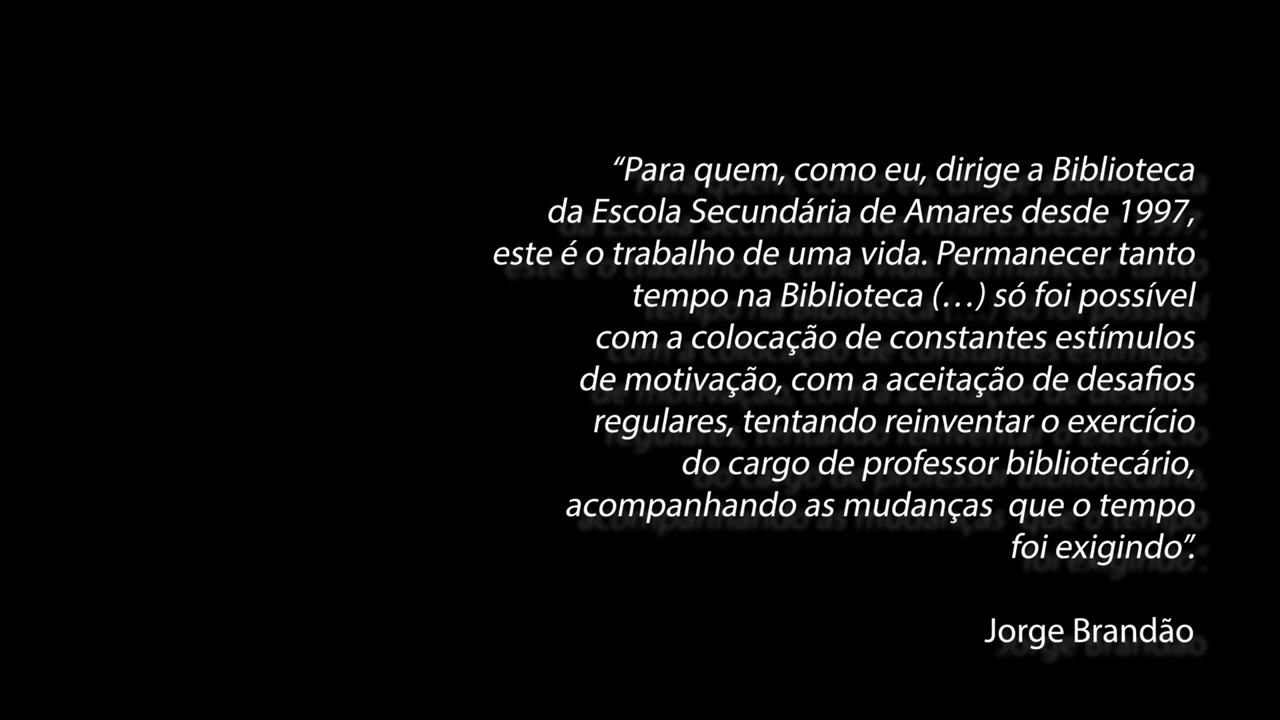 “Para quem, como eu, dirige a Biblioteca
da Escola Secundária de Amares desde 1997,
este é o trabalho de uma vida. Permanecer tanto
tempo na Biblioteca (…) só foi possível
com a colocação de constantes estímulos
de motivação, com a aceitação de desafios
regulares, tentando reinventar o exercício
do cargo de professor bibliotecário,
acompanhando as mudanças  que o tempo
foi exigindo”.
Jorge Brandão